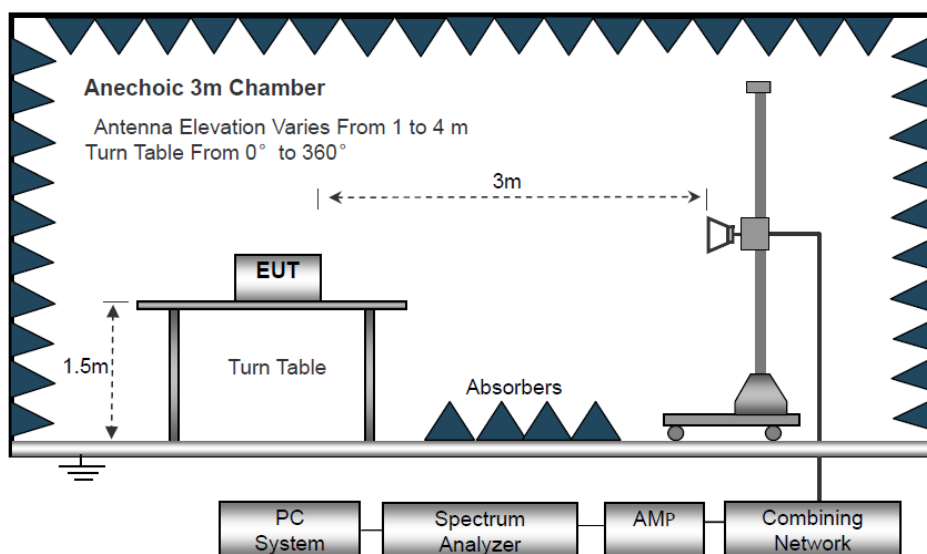 Anechoic 3m Chamber
Antenna Elevation Varies From 1 to 4 m
Turn Table From 0° to 360°
3m
EUT
1.5m
Turn Table
Absorbers
PC
System
Spectrum
Analyzer
AMP
Combining
Network